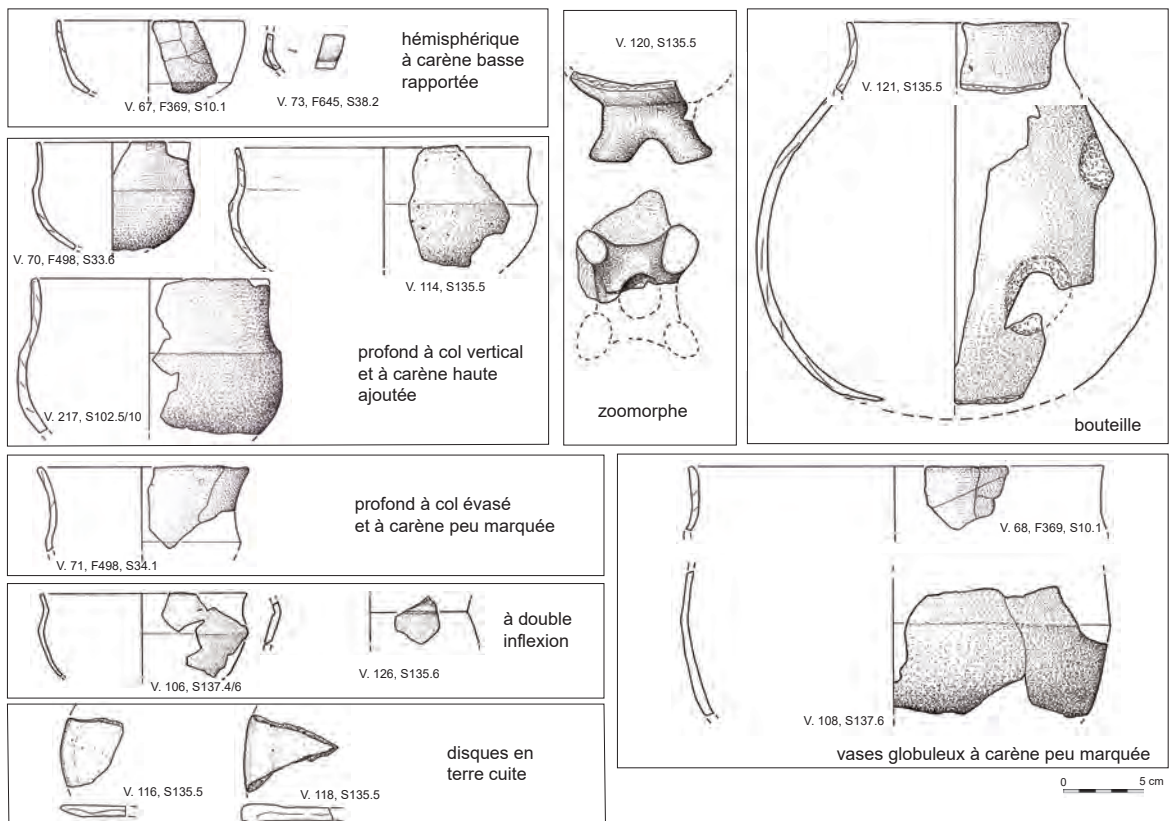 V. 67, F369, S10.1
V. 73, F645, S38.2
hémisphérique
à carène basse
rapportée
V. 70, F498, S33.6
V. 114, S135.5
V. 217, S102.5/10
profond à col vertical
et à carène haute
ajoutée
V. 120, S135.5
zoomorphe
V. 121, S135.5
bouteille
V. 71, F498, S34.1
profond à col évasé
et à carène peu marquée
V. 106, S137.4/6
V. 126, S135.6
à double
inflexion
V. 116, S135.5
V. 118, S135.5
disques en
terre cuite
V. 68, F369, S10.1
V. 108, S137.6
vases globuleux à carène peu marquée
0 5 cm